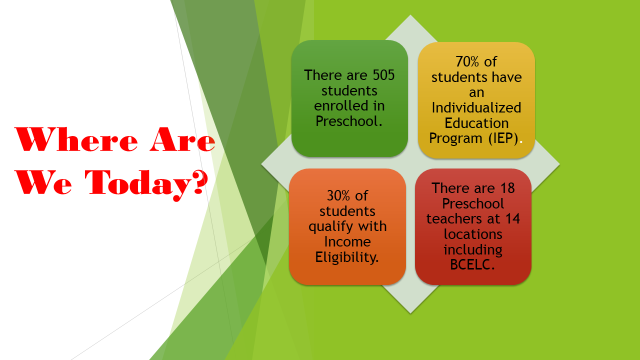 Where Are
We Today?
There are 505
students
enrolled in
Preschool.
70% of
students have
an
Individualized
Education
Program (IEP).
30% of
students
qualify with
Income
Eligibility.
There are 18
Preschool
teachers at 14
locations
including
BCELC.